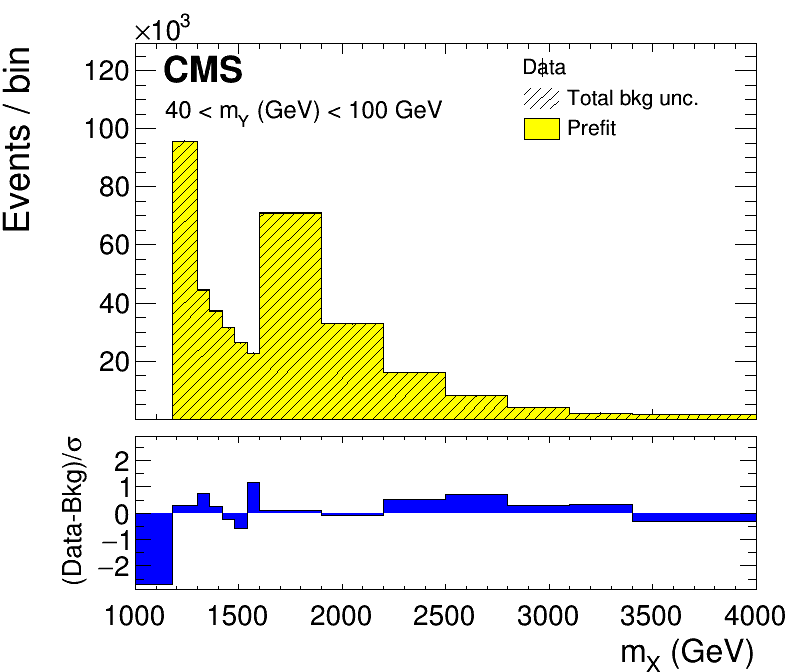 ×10³
Events / bin
120
100
80
60
40
20
CMS
40 < m_Y (GeV) < 100 GeV
Data
Total bkg unc.
Prefit
(Data-Bkg)/σ
2
1
0
−1
−2
1000 1500 2000 2500 3000 3500 4000
m_X (GeV)